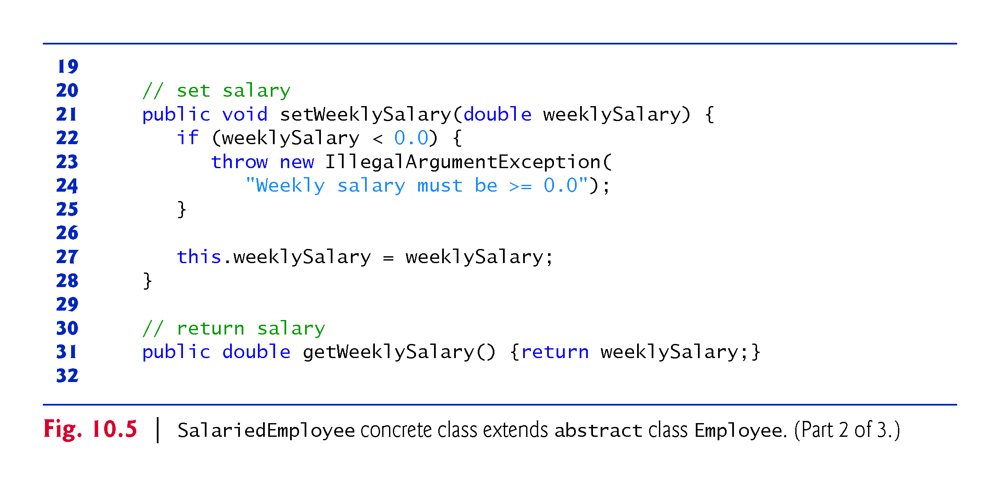 19
20 // set salary
21 public void setWeeklySalary(double weeklySalary) {
22 if (weeklySalary < 0.0) {
23 throw new IllegalArgumentException(
24 "Weekly salary must be >= 0.0");
25 }
26
27 this.weeklySalary = weeklySalary;
28 }
29
30 // return salary
31 public double getWeeklySalary() {return weeklySalary;}
32
Fig. 10.5 | SalariedEmployee concrete class extends abstract class Employee. (Part 2 of 3.)